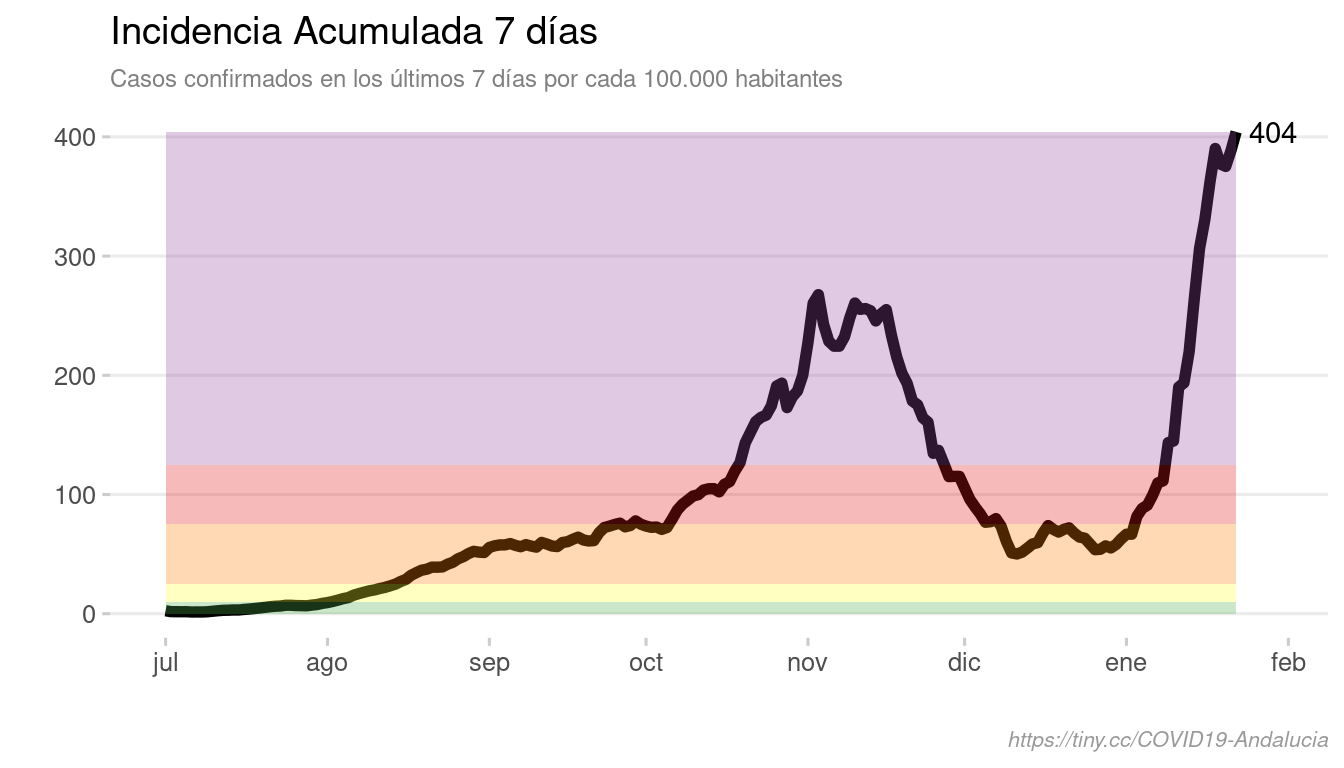 Incidencia Acumulada 7 días
Casos confirmados en los últimos 7 días por cada 100.000 habitantes
400
404
300
200
100
0
jul ago sep oct nov dic ene feb
https://tiny.cc/COVID19-Andalucia